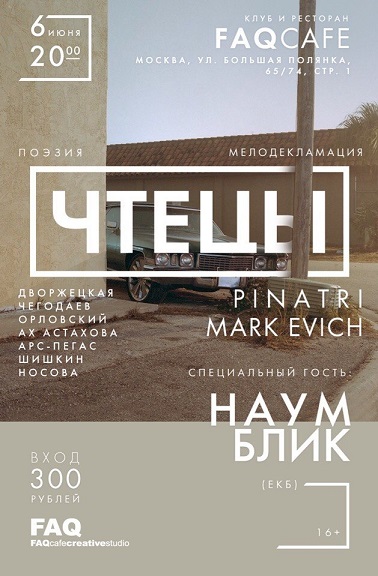 6 ИЮНЯ
20 00
КЛУБ И РЕСТОРАН
FAQCAFE
МОСКВА, УЛ. БОЛЬШАЯ ПОЛЯНКА,
65/74, СТР. 1
ПОЭЗИЯ
МЕЛОДЕКЛАМАЦИЯ
ЧТЕЦЫ
ДВОРЖЕЦКАЯ
ЧЕГОДАЕВ
ОРЛОВСКИЙ
АХ АСТАХОВА
АРС-ПЕГАС
ШИШКИН
НОСОВА
PINATRI
MARK EVICH
СПЕЦИАЛЬНЫЙ ГОСТЬ:
НАУМ
БЛИК
(ЕКБ)
ВХОД
300
РУБЛЕЙ
FAQ
FAQcafecreativestudio
16+